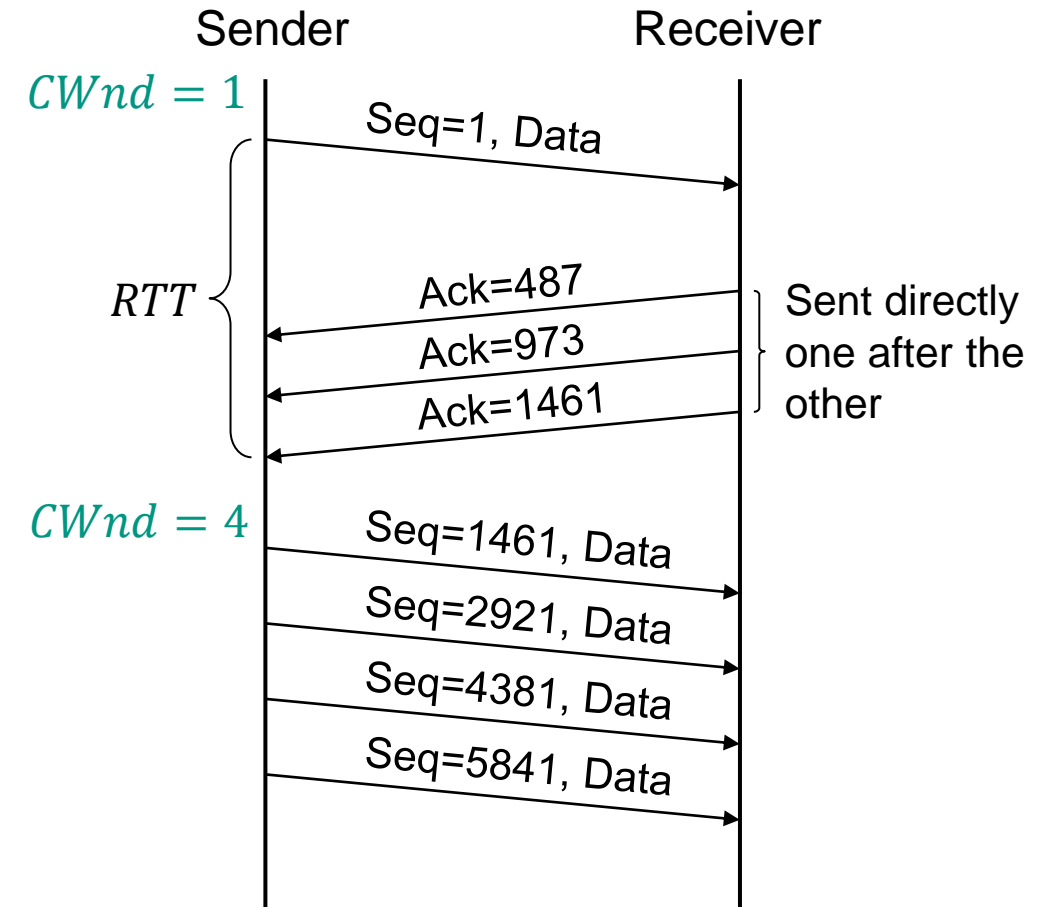 Sender
Receiver
CWnd = 1
Seq=1, Data
RTT
Ack=487
Ack=973
Ack=1461
Sent directly
one after the
other
CWnd = 4
Seq=1461, Data
Seq=2921, Data
Seq=4381, Data
Seq=5841, Data